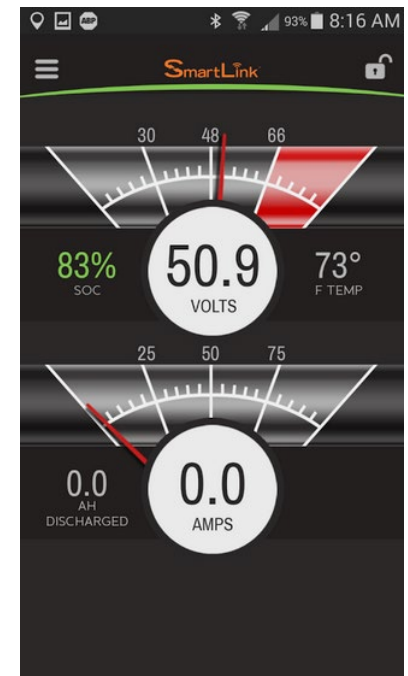 ABP 93% 8:16 AM
SmartLink
30 48 66
83%
SOC
50.9
VOLTS
73°
F TEMP
25 50 75
0.0
AH
DISCHARGED
0.0
AMPS